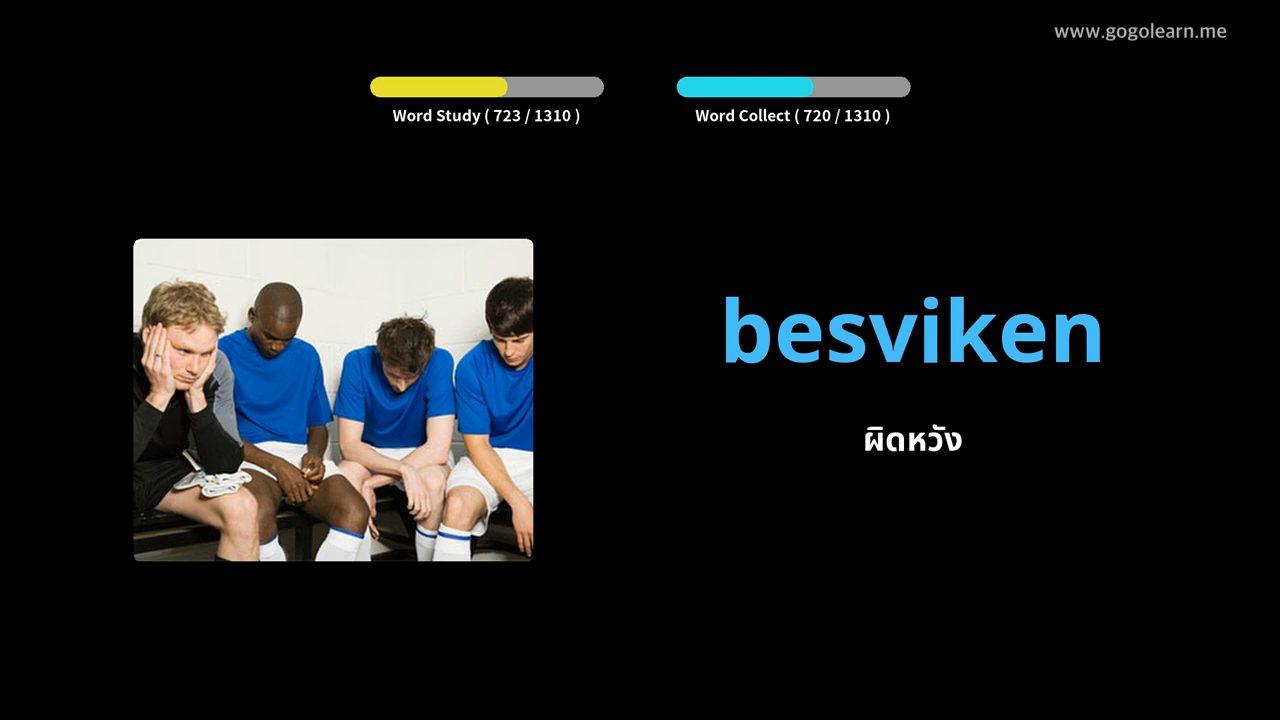 www.gogolearn.me
Word Study ( 723 / 1310 )
Word Collect ( 720 / 1310 )
besviken
ผิดหวัง